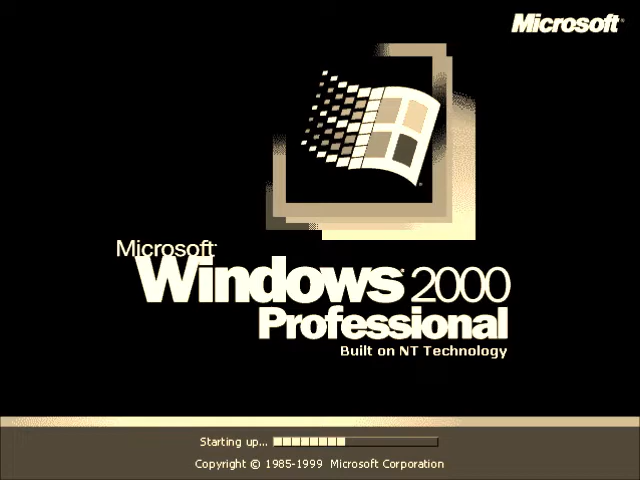 Microsoft®
Microsoft®
Windows® 2000
Professional
Built on NT Technology
Starting up...
Copyright © 1985-1999 Microsoft Corporation